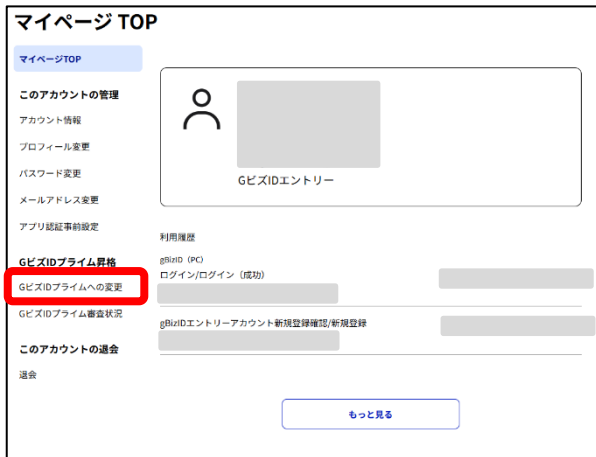 マイページ TOP
マイページTOP
このアカウントの管理
アカウント情報
プロフィール変更
パスワード変更
メールアドレス変更
アプリ認証事前設定
GビズIDプライム昇格
GビズIDプライムへの変更
GビズIDプライム審査状況
このアカウントの退会
退会
GビズIDエントリー
利用履歴
gBizID（PC）
ログイン/ログイン（成功）
gBizIDエントリーアカウント新規登録確認/新規登録
もっと見る